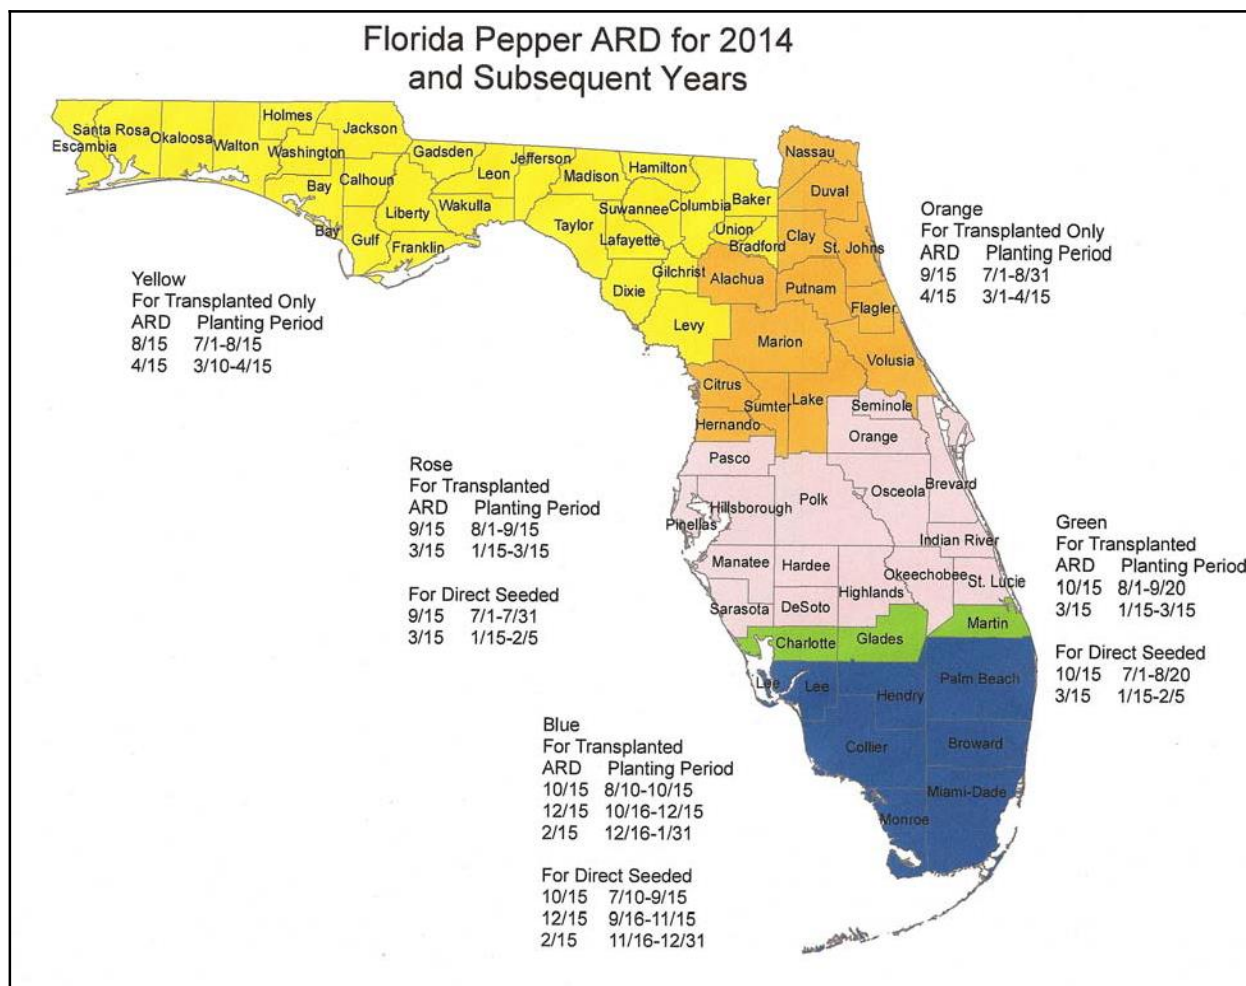 Florida Pepper ARD for 2014
and Subsequent Years
Holmes
Jackson
Santa Rosa
Escambia
Okaloosa
Walton
Washington
Bay
Calhoun
Gadsden
Leon
Jefferson
Madison
Hamilton
Liberty
Wakulla
Bay
Gulf
Franklin
Taylor
Suwannee
Lafayette
Columbia
Baker
Union
Bradford
Gilchrist
Dixie
Levy
Nassau
Duval
Clay
St. Johns
Alachua
Putnam
Flagler
Marion
Volusia
Citrus
Sumter
Lake
Hernando
Seminole
Orange
Pasco
Polk
Osceola
Brevard
Hillsborough
Pinellas
Indian River
Manatee
Hardee
Okeechobee
St. Lucie
Highlands
Sarasota
DeSoto
Charlotte
Glades
Martin
Lee
Lee
Hendry
Palm Beach
Collier
Broward
Miami-Dade
Monroe
Yellow
For Transplanted Only
ARD Planting Period
8/15 7/1-8/15
4/15 3/10-4/15
Orange
For Transplanted Only
ARD Planting Period
9/15 7/1-8/31
4/15 3/1-4/15
Rose
For Transplanted
ARD Planting Period
9/15 8/1-9/15
3/15 1/15-3/15
For Direct Seeded
9/15 7/1-7/31
3/15 1/15-2/5
Green
For Transplanted
ARD Planting Period
10/15 8/1-9/20
3/15 1/15-3/15
For Direct Seeded
10/15 7/1-8/20
3/15 1/15-2/5
Blue
For Transplanted
ARD Planting Period
10/15 8/10-10/15
12/15 10/16-12/15
2/15 12/16-1/31
For Direct Seeded
10/15 7/10-9/15
12/15 9/16-11/15
2/15 11/16-12/31